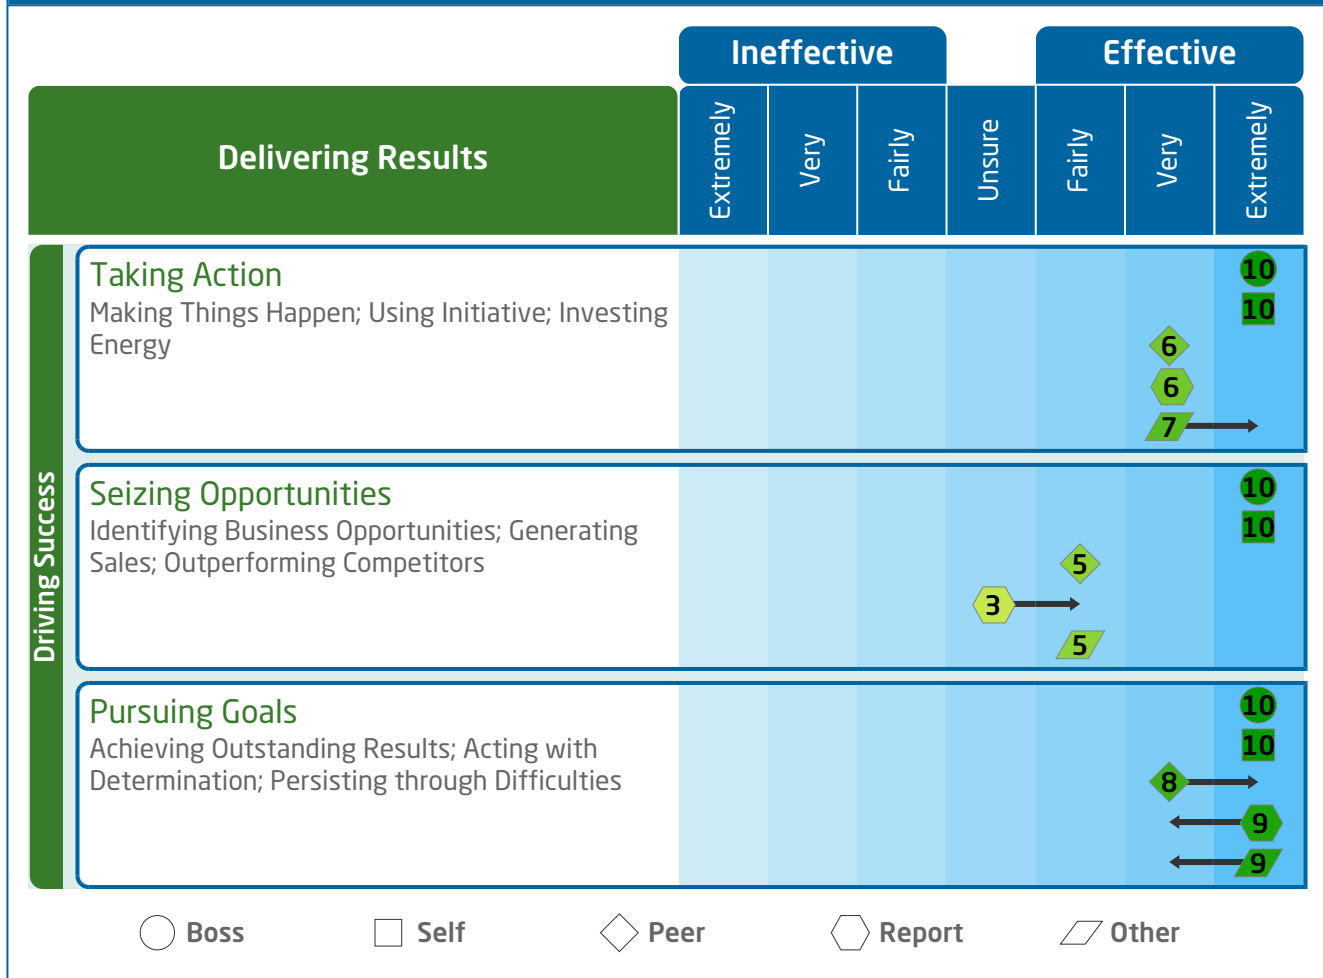 Ineffective
Effective
Delivering Results
Extremely
Very
Fairly
Unsure
Fairly
Very
Extremely
Driving Success
Taking Action
Making Things Happen; Using Initiative; Investing
Energy
10
10
6
6
7
Seizing Opportunities
Identifying Business Opportunities; Generating
Sales; Outperforming Competitors
10
10
5
3
5
Pursuing Goals
Achieving Outstanding Results; Acting with
Determination; Persisting through Difficulties
10
10
8
9
9
Boss
Self
Peer
Report
Other